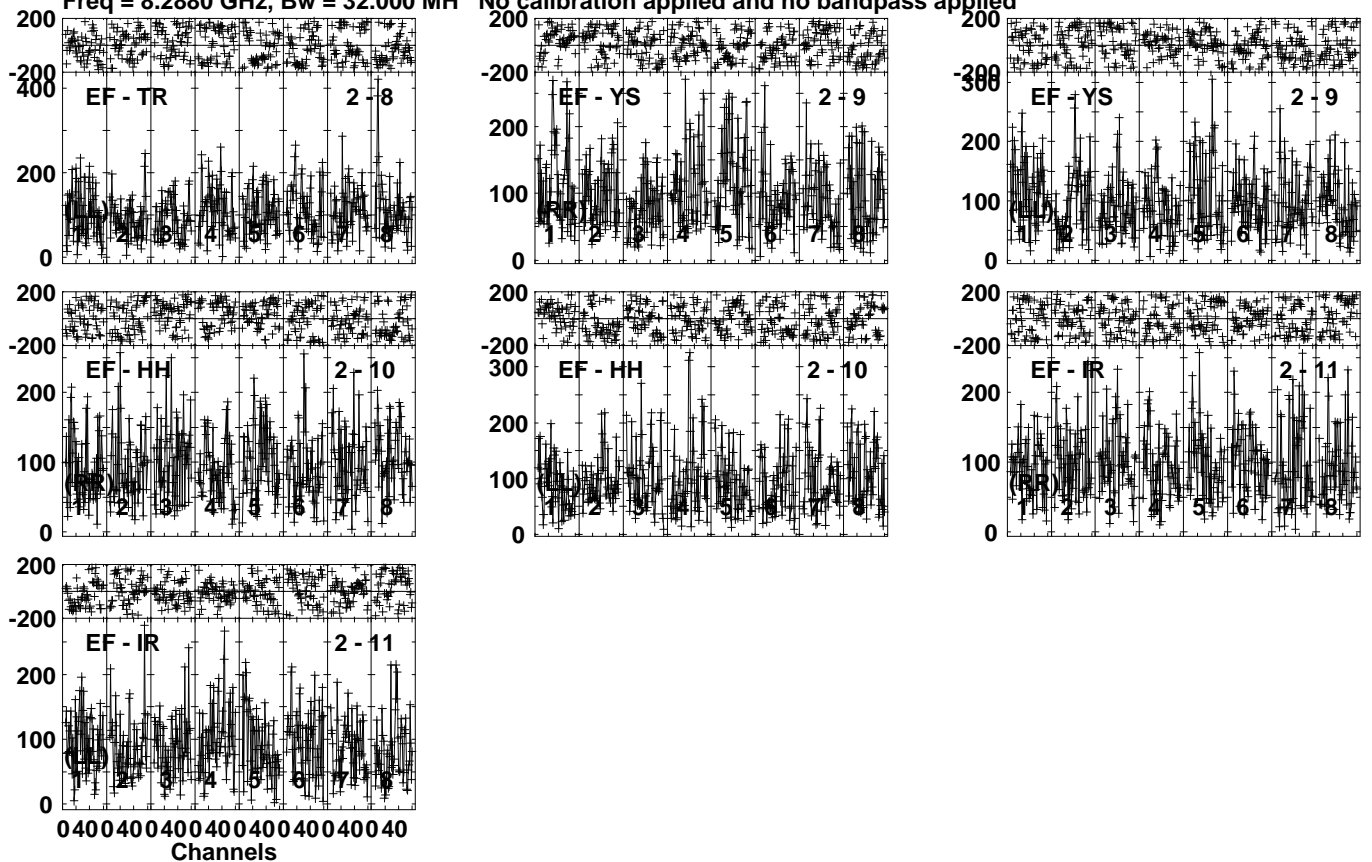 Freq = 8.2880 GHz, Bw = 32.000 MH No calibration applied and no bandpass applied
200 200 200
-200 -200 -200
400 300
EF - TR 2 - 8 EF - YS 2 - 9 EF - YS 2 - 9
200 200 200
100 100
(LL) (RR) (LL)
1 2 3 4 5 6 7 8 1 2 3 4 5 6 7 8 1 2 3 4 5 6 7 8
0 0 0
200 200 200
-200 -200 -200
300
EF - HH 2 - 10 EF - HH 2 - 10 EF - IR 2 - 11
200 200 200
100 100 100
(RR) (LL) (RR)
1 2 3 4 5 6 7 8 1 2 3 4 5 6 7 8 1 2 3 4 5 6 7 8
0 0 0
200
-200
EF - IR 2 - 11
200
100
(LL)
1 2 3 4 5 6 7 8
0
0 40 0 40 0 40 0 40 0 40 0 40 0 40 0 40
Channels